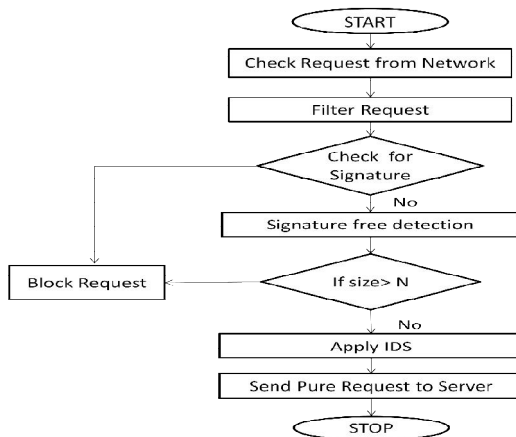 START
Check Request from Network
Filter Request
Check for
Signature
No
Signature free detection
Block Request
If size> N
No
Apply IDS
Send Pure Request to Server
STOP